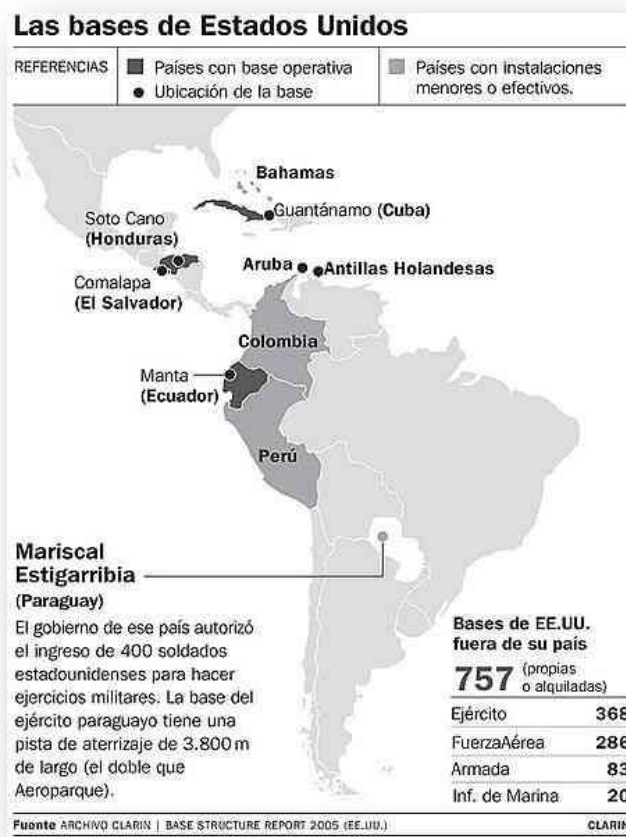 Las bases de Estados Unidos
REFERENCIAS
Países con base operativa
Ubicación de la base
Países con instalaciones
menores o efectivos.
Bahamas
Guantánamo (Cuba)
Soto Cano
(Honduras)
Aruba
Antillas Holandesas
Comalapa
(El Salvador)
Colombia
Manta
(Ecuador)
Perú
Mariscal
Estigarribia
(Paraguay)
El gobierno de ese país autorizó
el ingreso de 400 soldados
estadounidenses para hacer
ejercicios militares. La base del
ejército paraguayo tiene una
pista de aterrizaje de 3.800 m
de largo (el doble que
Aeroparque).
Bases de EE.UU.
fuera de su país
757 (propias
o alquiladas)
Ejército 368
FuerzaAérea 286
Armada 83
Inf. de Marina 20
Fuente ARCHIVO CLARIN | BASE STRUCTURE REPORT 2005 (EE.UU.)
CLARIN